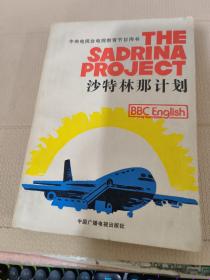 中央电视台电视教育节目用书
THE
SADRINA
PROJECT
沙特林那计划
BBC English
中国广播电视出版社